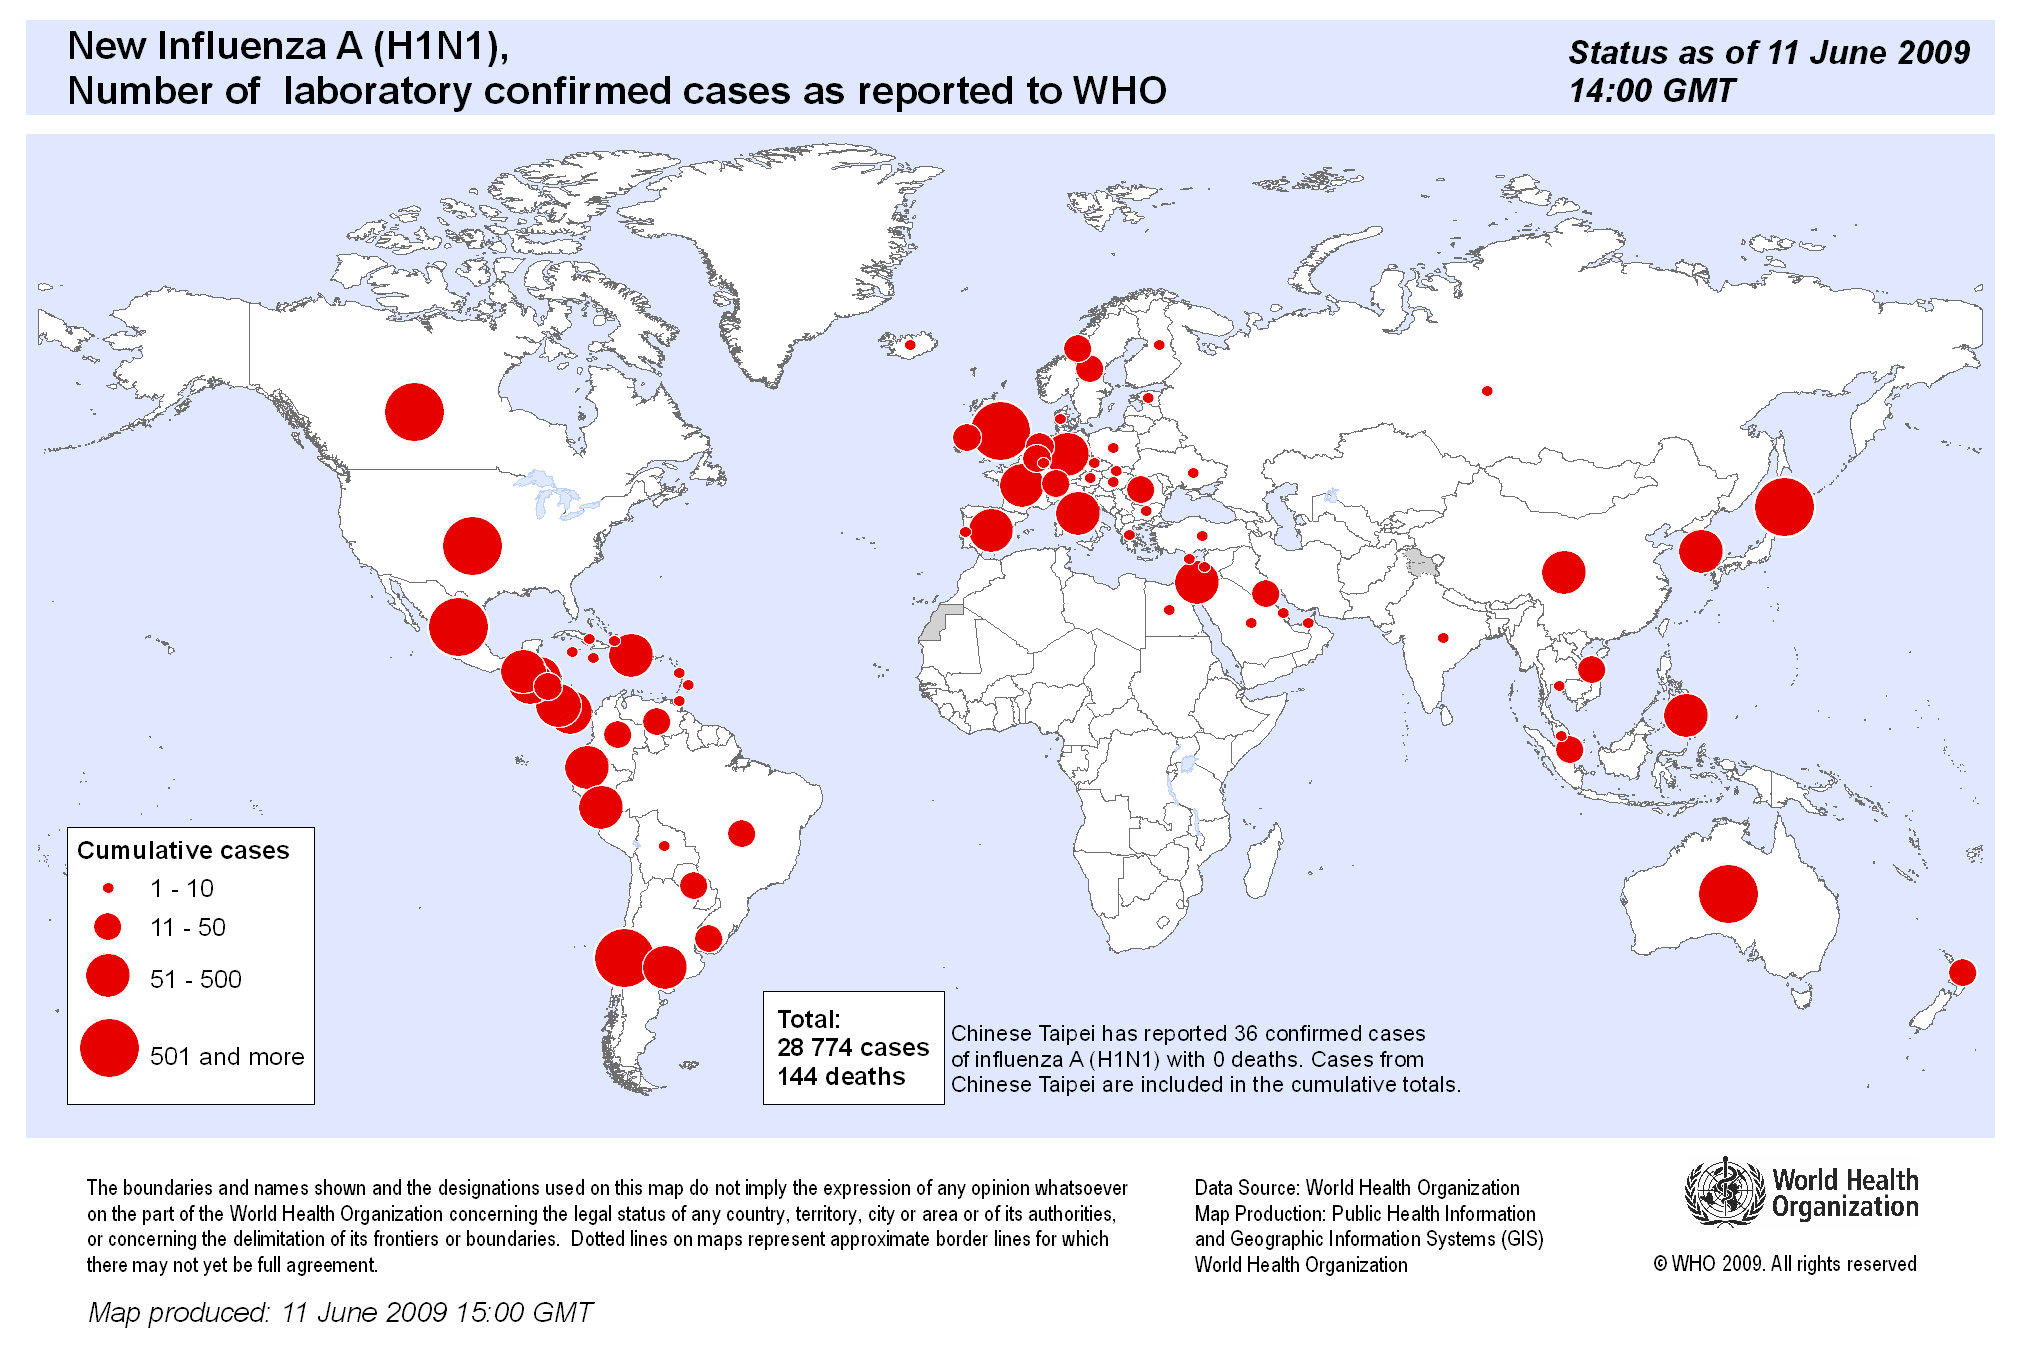 New Influenza A (H1N1),
Number of  laboratory confirmed cases as reported to WHO
Status as of 11 June 2009
14:00 GMT
Cumulative cases
1 - 10
11 - 50
51 - 500
501 and more
Total:
28 774 cases
144 deaths
Chinese Taipei has reported 36 confirmed cases
of influenza A (H1N1) with 0 deaths. Cases from
Chinese Taipei are included in the cumulative totals.
The boundaries and names shown and the designations used on this map do not imply the expression of any opinion whatsoever
on the part of the World Health Organization concerning the legal status of any country, territory, city or area or of its authorities,
or concerning the delimitation of its frontiers or boundaries.  Dotted lines on maps represent approximate border lines for which
there may not yet be full agreement.
Data Source: World Health Organization
Map Production: Public Health Information
and Geographic Information Systems (GIS)
World Health Organization
World Health
Organization
© WHO 2009. All rights reserved
Map produced: 11 June 2009 15:00 GMT